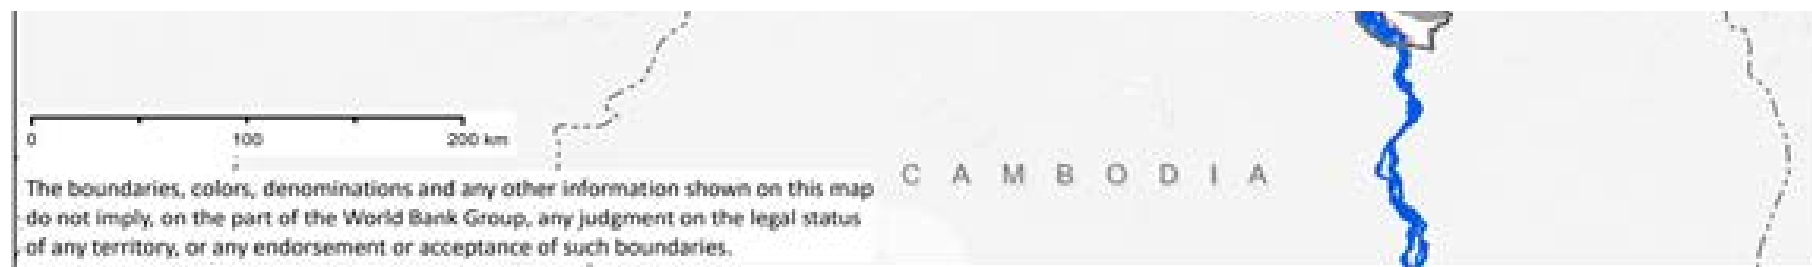 0 100 200 km
C A M B O D I A
The boundaries, colors, denominations and any other information shown on this map
do not imply, on the part of the World Bank Group, any judgment on the legal status
of any territory, or any endorsement or acceptance of such boundaries.